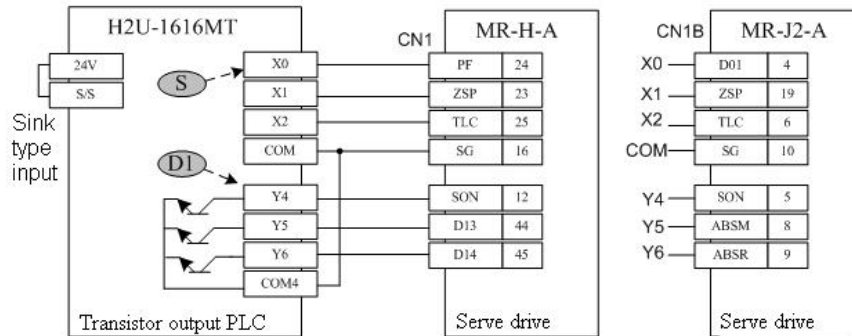 H2U-1616MT
MR-H-A
MR-J2-A
CN1
CN1B
24V
S/S
Sink
type
input
S
D1
X0
X1
X2
COM
Y4
Y5
Y6
COM4
PF 24
ZSP 23
TLC 25
SG 16
SON 12
D13 44
D14 45
X0 D01 4
X1 ZSP 19
X2 TLC 6
COM SG 10
Y4 SON 5
Y5 ABSM 8
Y6 ABSR 9
Transistor output PLC
Serve drive
Serve drive